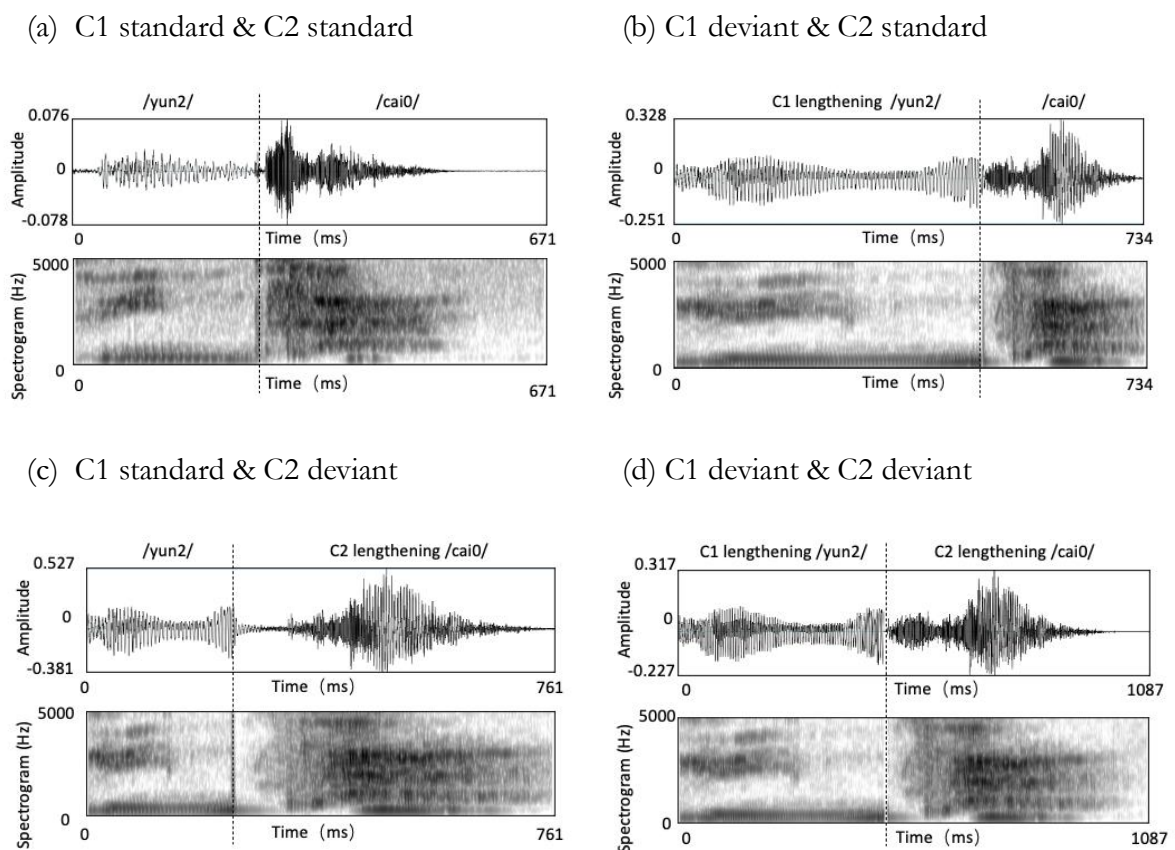 (a) C1 standard & C2 standard
/yun2/ /cai0/
0.076
0
-0.078
Amplitude
0 Time (ms) 671
5000
0
Spectrogram (Hz)
0 Time (ms) 671
(b) C1 deviant & C2 standard
C1 lengthening /yun2/ /cai0/
0.328
0
-0.251
Amplitude
0 Time (ms) 734
5000
0
Spectrogram (Hz)
0 Time (ms) 734
(c) C1 standard & C2 deviant
/yun2/ C2 lengthening /cai0/
0.527
0
-0.381
Amplitude
0 Time (ms) 761
5000
0
Spectrogram (Hz)
0 Time (ms) 761
(d) C1 deviant & C2 deviant
C1 lengthening /yun2/ C2 lengthening /cai0/
0.317
0
-0.227
Amplitude
0 Time (ms) 1087
5000
0
Spectrogram (Hz)
0 Time (ms) 1087